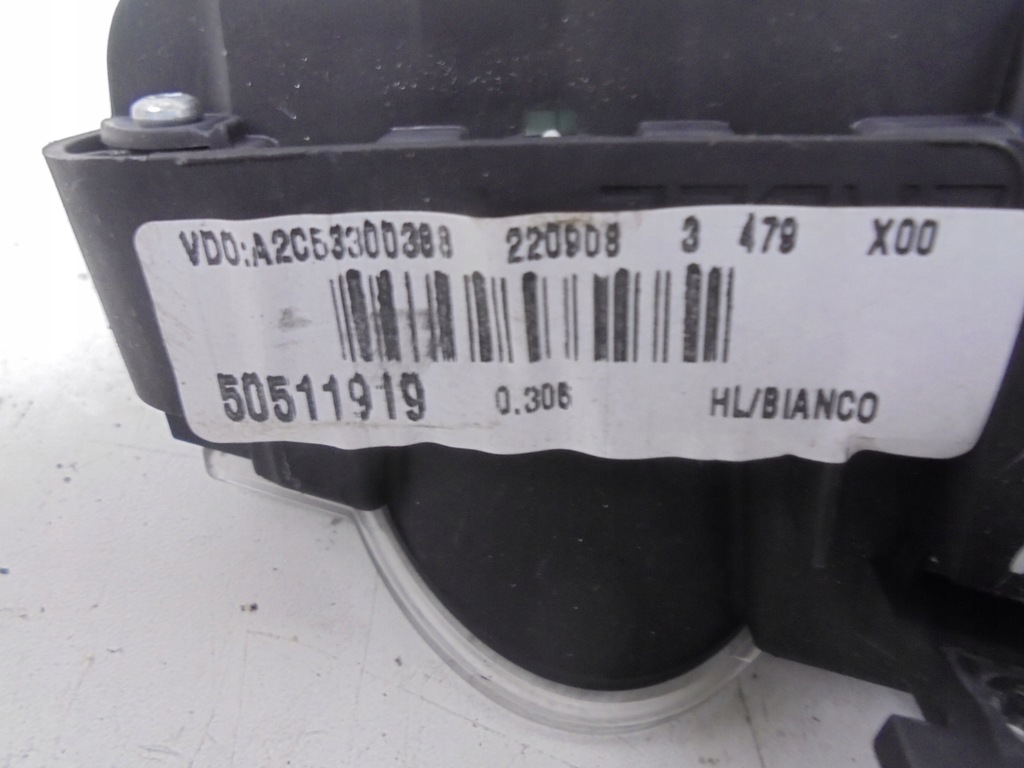 VDO:A2C53300388 220908 3 479 X00
50511919 0.306 HL/BIANCO